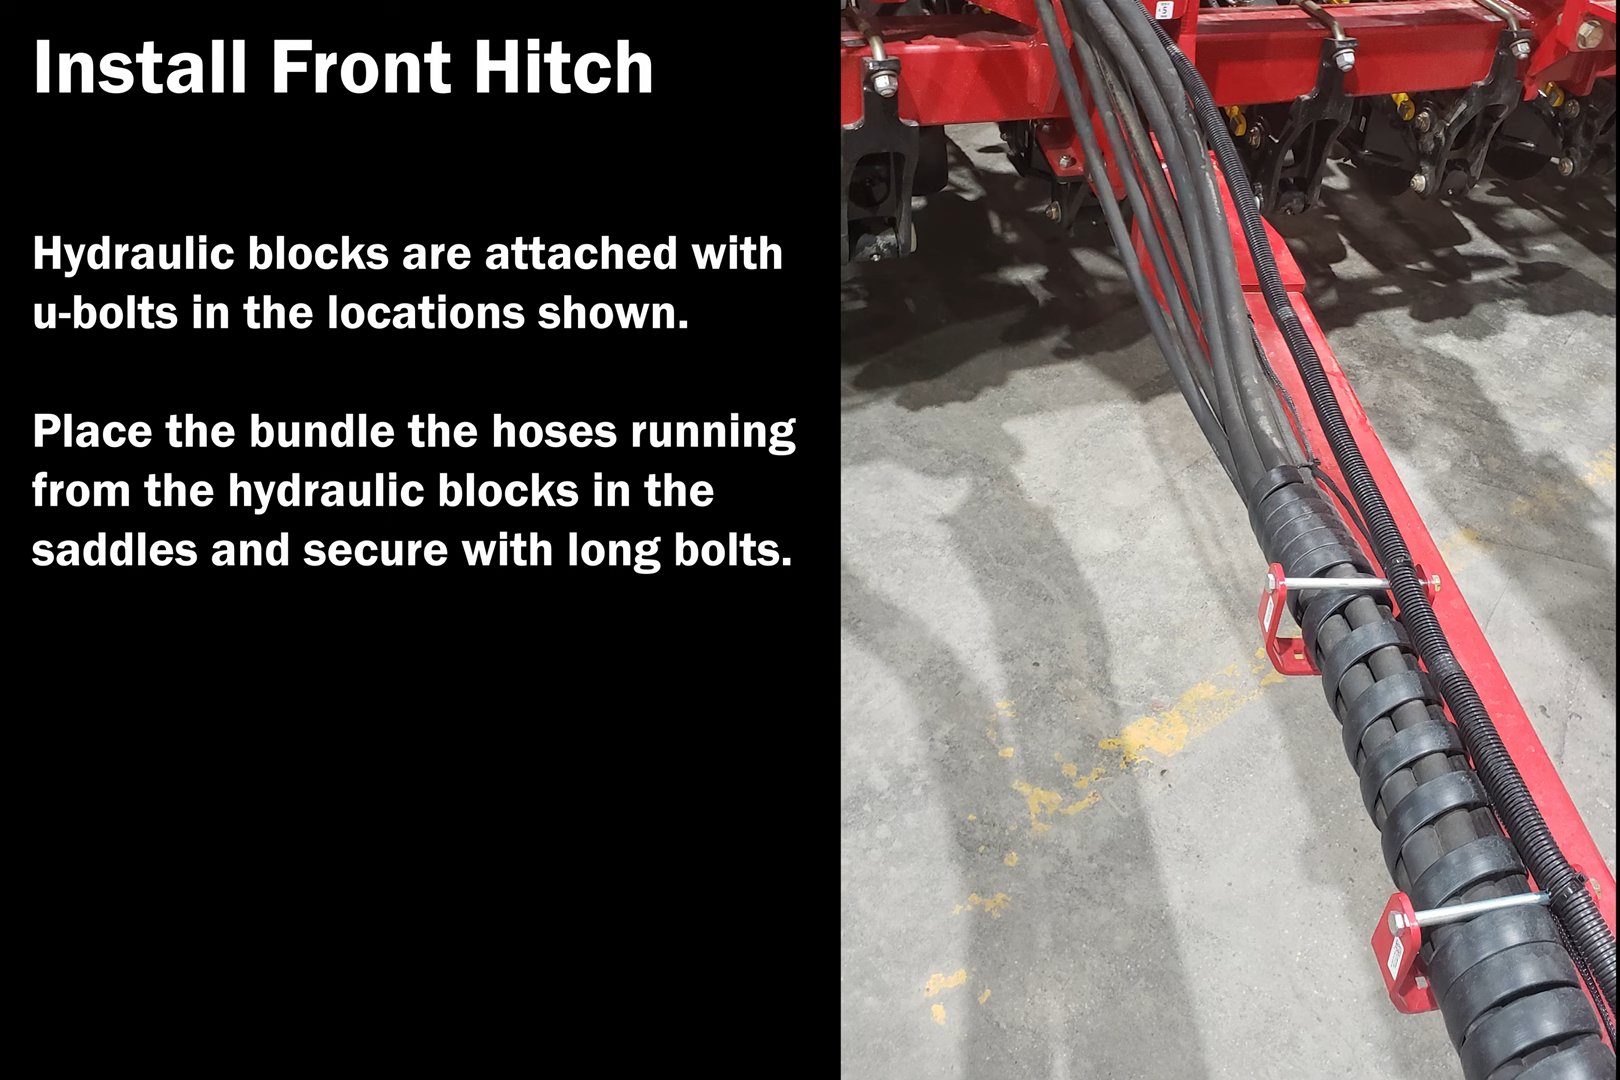 Install Front Hitch
Hydraulic blocks are attached with
u-bolts in the locations shown.
Place the bundle the hoses running
from the hydraulic blocks in the
saddles and secure with long bolts.
5